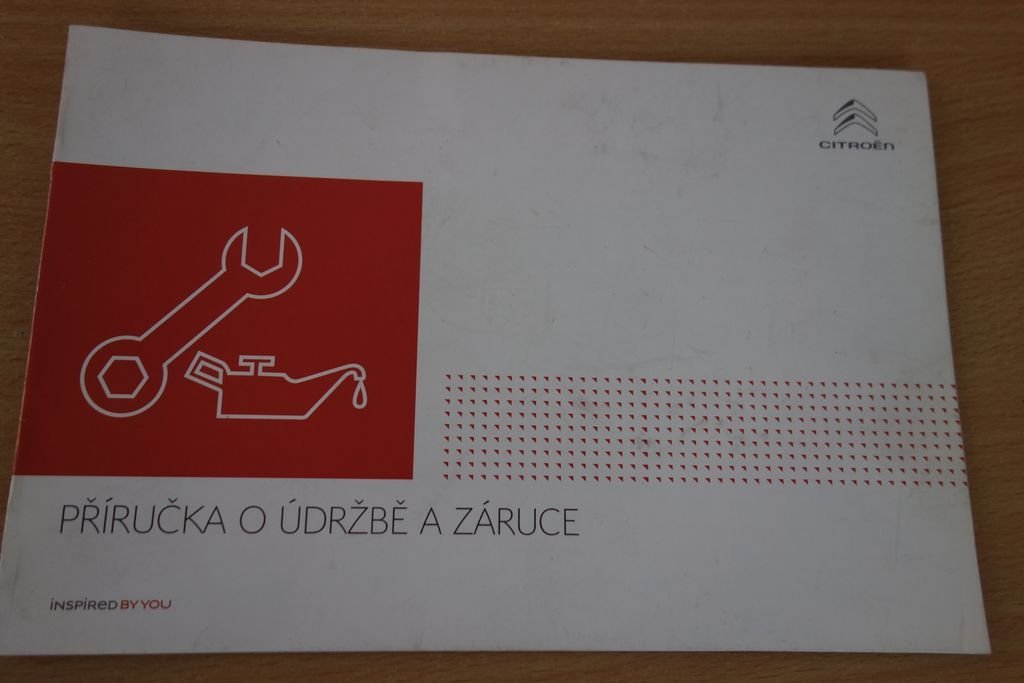 CITROËN
PŘÍRUČKA O ÚDRŽBĚ A ZÁRUCE
INSPIRED BY YOU